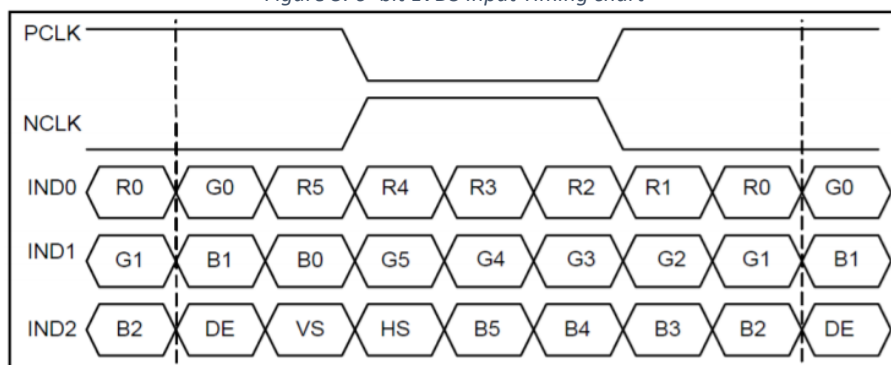 Figure 3: 6-bit LVDS Input Timing Chart
PCLK
NCLK
IND0 R0 G0 R5 R4 R3 R2 R1 R0 G0
IND1 G1 B1 B0 G5 G4 G3 G2 G1 B1
IND2 B2 DE VS HS B5 B4 B3 B2 DE